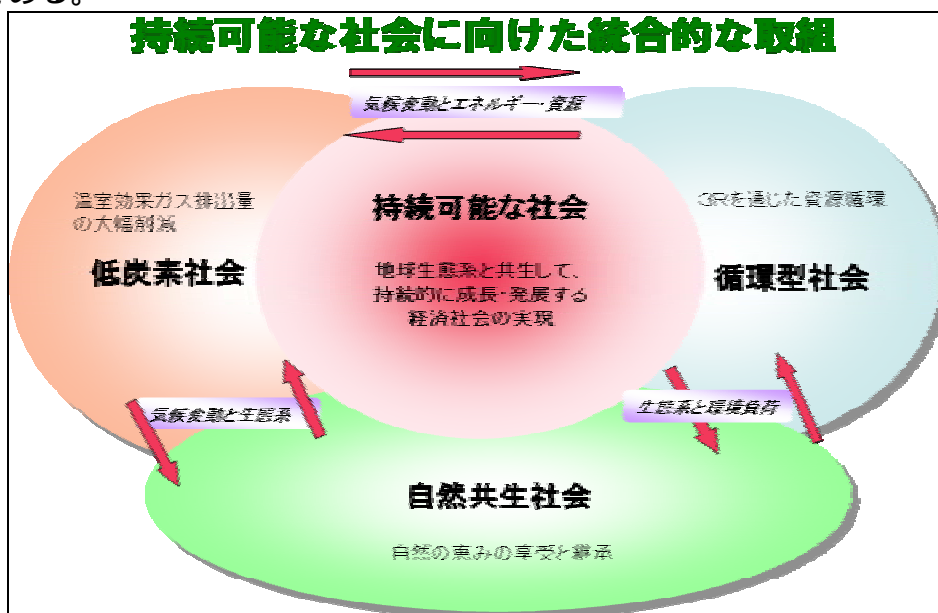 ある。
持続可能な社会に向けた統合的な取組
気候変動とエネルギー・資源
温室効果ガス排出量
の大幅削減
低炭素社会
持続可能な社会
地球生態系と共生して、
持続的に成長・発展する
経済社会の実現
3Rを通じた資源循環
循環型社会
気候変動と生態系
生態系と環境負荷
自然共生社会
自然の恵みの享受と継承